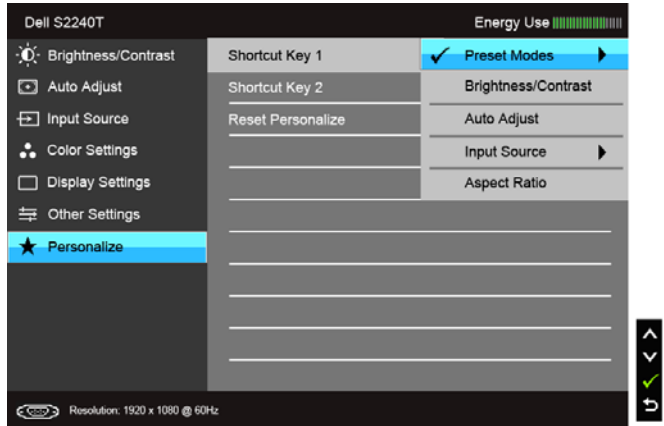 Dell S2240T
Energy Use
Brightness/Contrast
Auto Adjust
Input Source
Color Settings
Display Settings
Other Settings
Personalize
Shortcut Key 1
Shortcut Key 2
Reset Personalize
Preset Modes
Brightness/Contrast
Auto Adjust
Input Source
Aspect Ratio
Resolution: 1920 x 1080 @ 60Hz